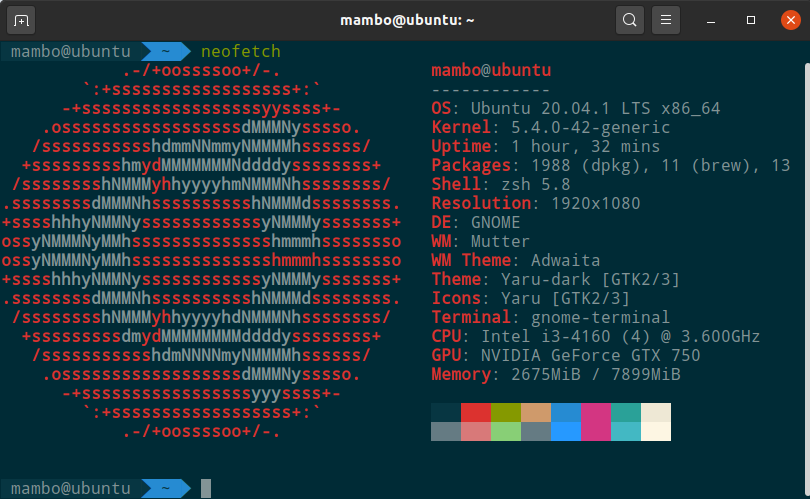 mambo@ubuntu: ~
mambo@ubuntu ~ neofetch
.-/+oossssoo+/-.
`:+ssssssssssssssssss+:`
-+ssssssssssssssssssyyssss+-
.ossssssssssssssssssdMMMNysssso.
/ssssssssssshdmmNNmmyNMMMMhssssss/
+ssssssssshmydMMMMMMMNddddyssssssss+
/sssssssshNMMMyhhyyyyhmNMMMNhssssssss/
.ssssssssdMMMNhsssssssssshNMMMdssssssss.
+sssshhhyNMMNyssssssssssssyNMMMysssssss+
ossyNMMMNyMMhsssssssssssssshmmmhssssssso
ossyNMMMNyMMhsssssssssssssshmmmhssssssso
+sssshhhyNMMNyssssssssssssyNMMMysssssss+
.ssssssssdMMMNhsssssssssshNMMMdssssssss.
/sssssssshNMMMyhhyyyyhdNMMMNhssssssss/
+sssssssssdmydMMMMMMMMddddyssssssss+
/ssssssssssshdmNNNNmyNMMMMhssssss/
.ossssssssssssssssssdMMMNysssso.
-+sssssssssssssssssyyyssss+-
`:+ssssssssssssssssss+:`
.-/+oossssoo+/-.
mambo@ubuntu
------------
OS: Ubuntu 20.04.1 LTS x86_64
Kernel: 5.4.0-42-generic
Uptime: 1 hour, 32 mins
Packages: 1988 (dpkg), 11 (brew), 13
Shell: zsh 5.8
Resolution: 1920x1080
DE: GNOME
WM: Mutter
WM Theme: Adwaita
Theme: Yaru-dark [GTK2/3]
Icons: Yaru [GTK2/3]
Terminal: gnome-terminal
CPU: Intel i3-4160 (4) @ 3.600GHz
GPU: NVIDIA GeForce GTX 750
Memory: 2675MiB / 7899MiB
mambo@ubuntu ~